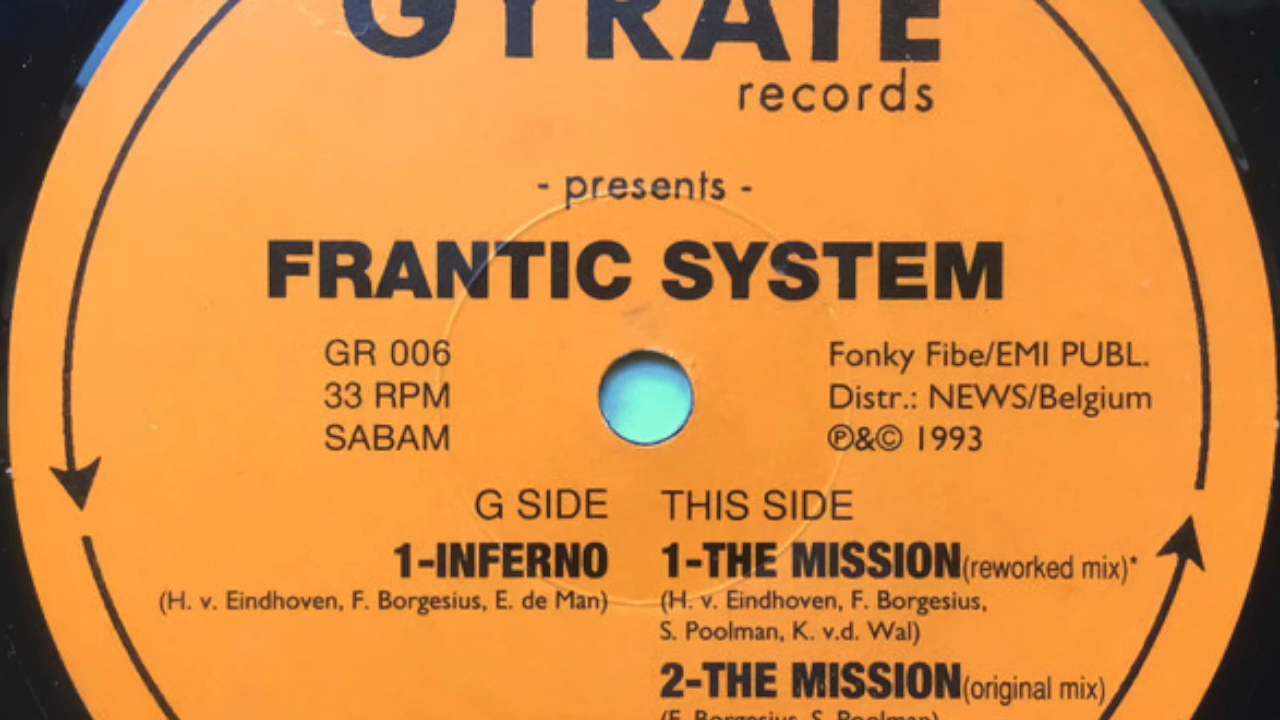 GYRATE
records
- presents -
FRANTIC SYSTEM
GR 006
33 RPM
SABAM
Fonky Fibe/EMI PUBL.
Distr.: NEWS/Belgium
℗&© 1993
G SIDE
1-INFERNO
(H. v. Eindhoven, F. Borgesius, E. de Man)
THIS SIDE
1-THE MISSION(reworked mix)*
(H. v. Eindhoven, F. Borgesius,
S. Poolman, K. v.d. Wal)
2-THE MISSION(original mix)
(F. Borgesius, S. Poolman)